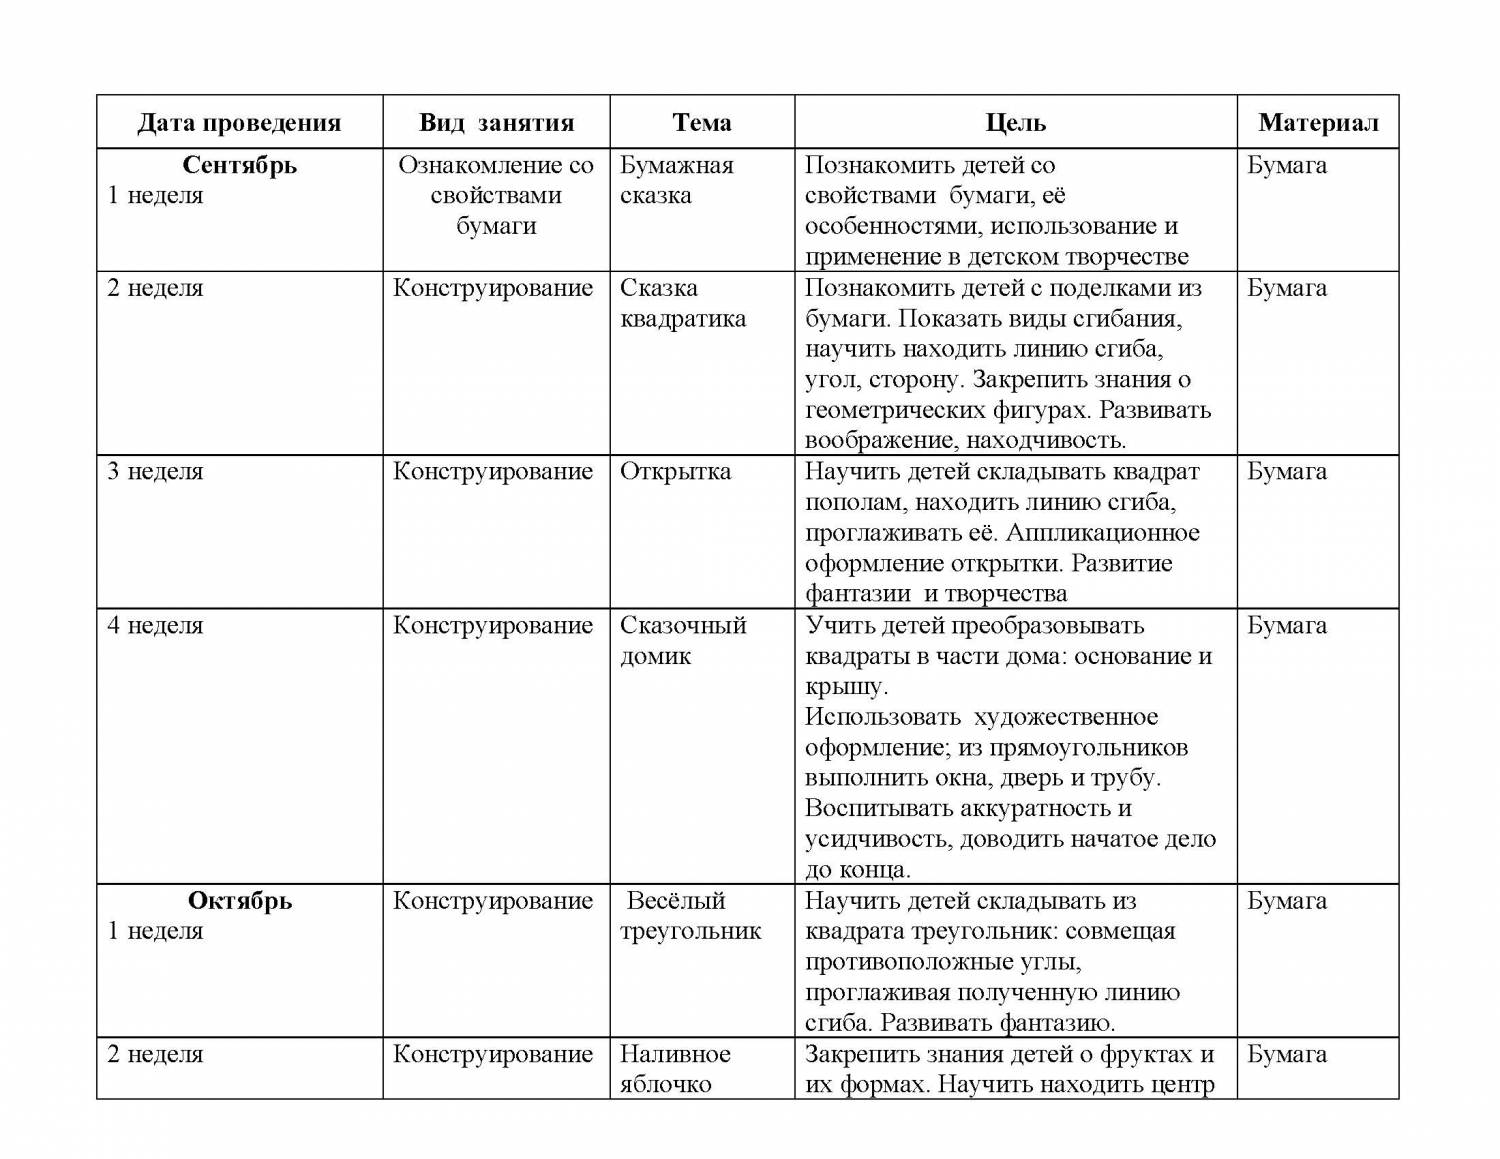 Дата проведения
Вид занятия
Тема
Цель
Материал
Сентябрь
1 неделя
Ознакомление со
свойствами
бумаги
Бумажная
сказка
Познакомить детей со
свойствами бумаги, её
особенностями, использование и
применение в детском творчестве
Бумага
2 неделя
Конструирование
Сказка
квадратика
Познакомить детей с поделками из
бумаги. Показать виды сгибания,
научить находить линию сгиба,
угол, сторону. Закрепить знания о
геометрических фигурах. Развивать
воображение, находчивость.
Бумага
3 неделя
Конструирование
Открытка
Научить детей складывать квадрат
пополам, находить линию сгиба,
проглаживать её. Аппликационное
оформление открытки. Развитие
фантазии и творчества
Бумага
4 неделя
Конструирование
Сказочный
домик
Учить детей преобразовывать
квадраты в части дома: основание и
крышу.
Использовать художественное
оформление; из прямоугольников
выполнить окна, дверь и трубу.
Воспитывать аккуратность и
усидчивость, доводить начатое дело
до конца.
Бумага
Октябрь
1 неделя
Конструирование
Весёлый
треугольник
Научить детей складывать из
квадрата треугольник: совмещая
противоположные углы,
проглаживая полученную линию
сгиба. Развивать фантазию.
Бумага
2 неделя
Конструирование
Наливное
яблочко
Закрепить знания детей о фруктах и
их формах. Научить находить центр
Бумага